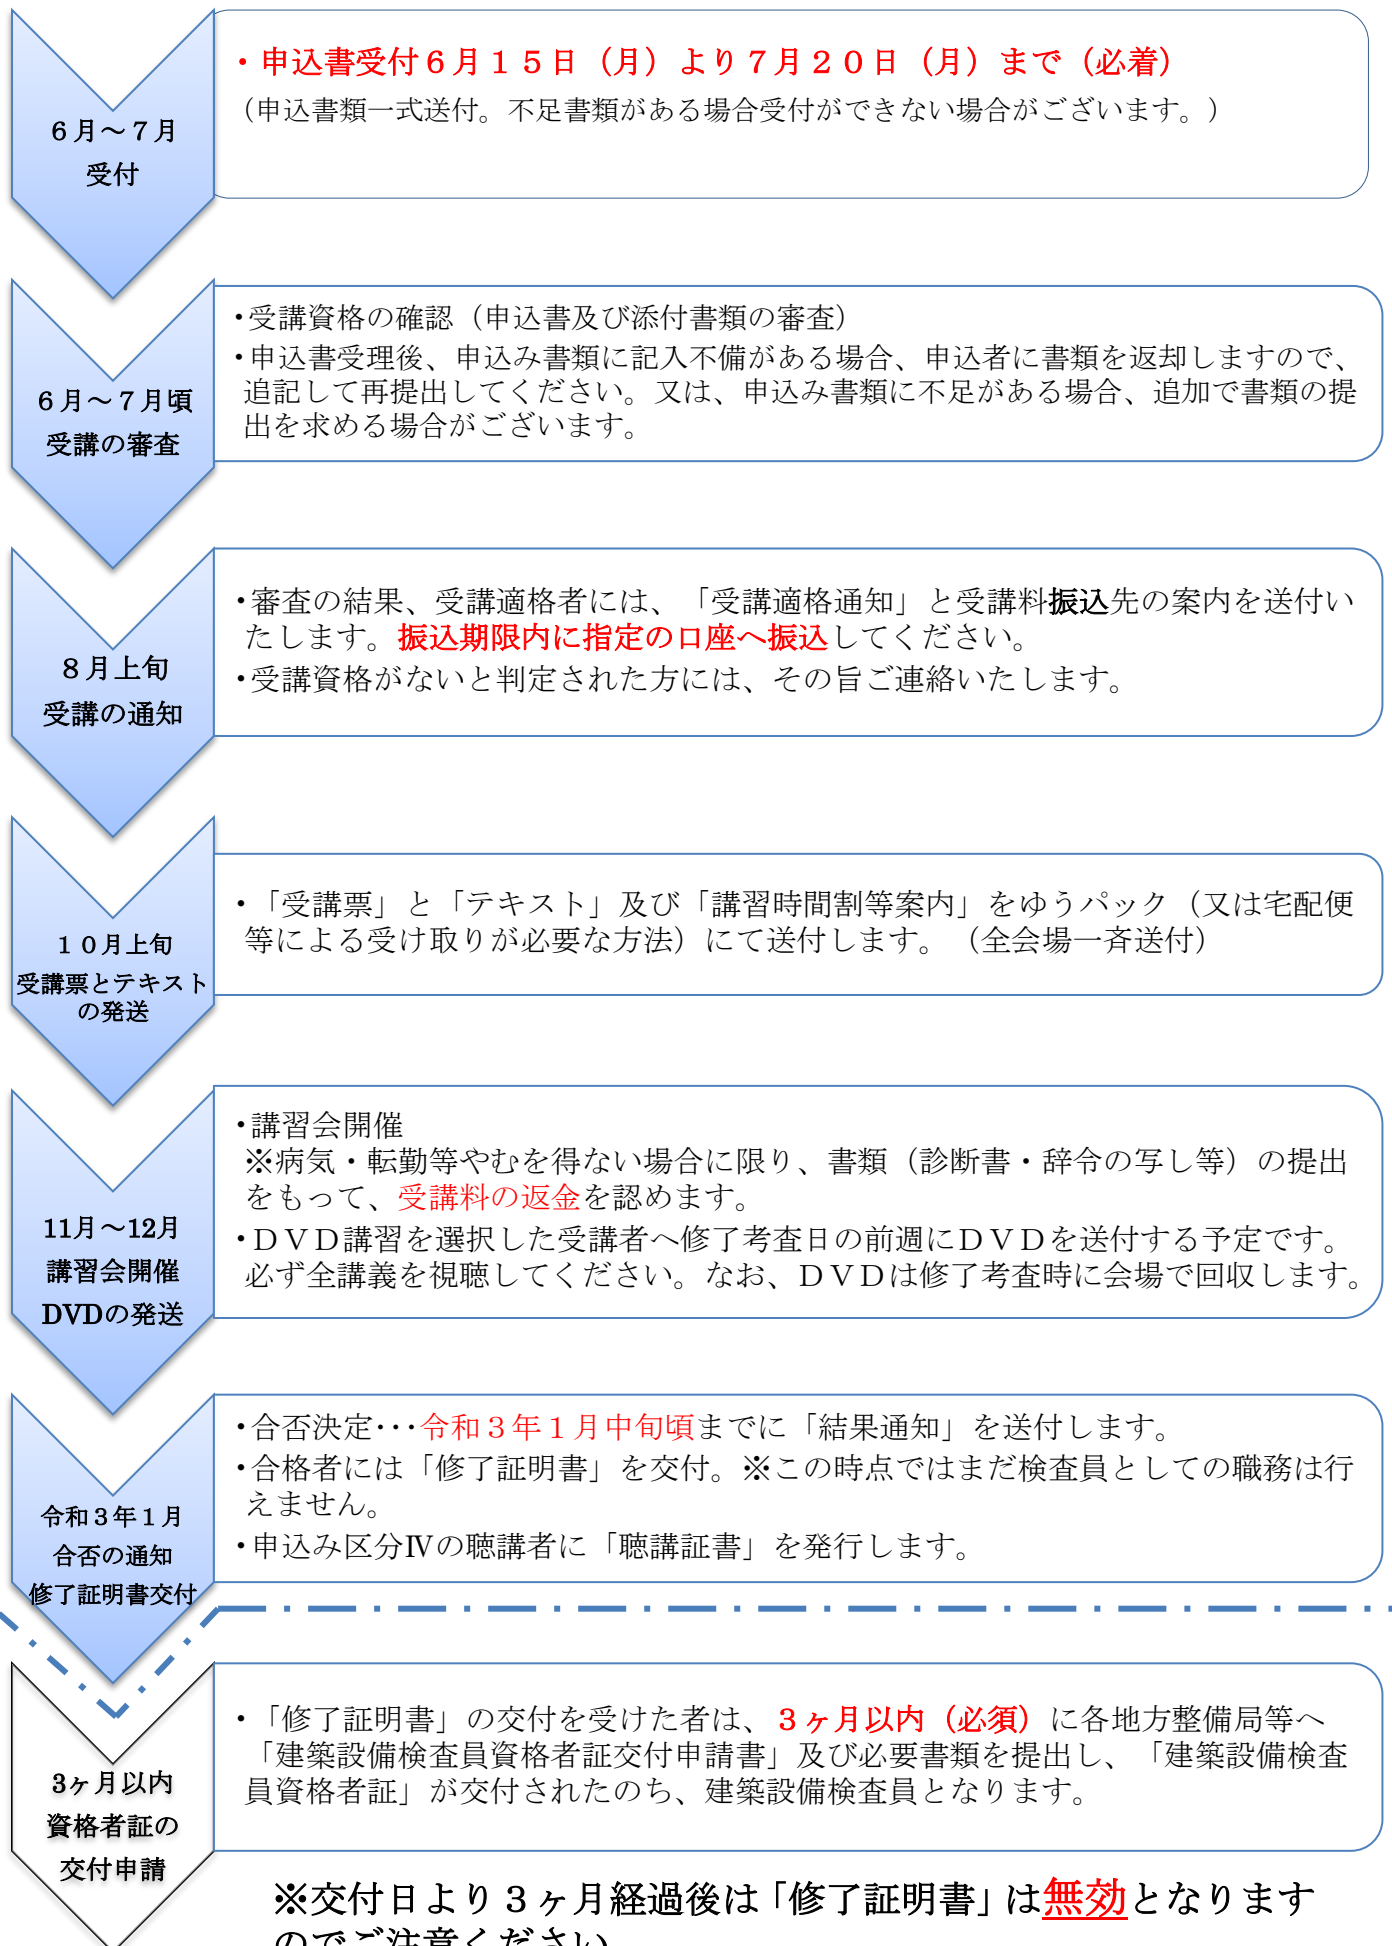 ６月～７月
受付
・申込書受付６月１５日（月）より７月２０日（月）まで（必着）
（申込書類一式送付。不足書類がある場合受付ができない場合がございます。）
６月～７月頃
受講の審査
・受講資格の確認（申込書及び添付書類の審査）
・申込書受理後、申込み書類に記入不備がある場合、申込者に書類を返却しますので、
追記して再提出してください。又は、申込み書類に不足がある場合、追加で書類の提
出を求める場合がございます。
８月上旬
受講の通知
・審査の結果、受講適格者には、「受講適格通知」と受講料振込先の案内を送付い
たします。振込期限内に指定の口座へ振込してください。
・受講資格がないと判定された方には、その旨ご連絡いたします。
１０月上旬
受講票とテキスト
の発送
・「受講票」と「テキスト」及び「講習時間割等案内」をゆうパック（又は宅配便
等による受け取りが必要な方法）にて送付します。（全会場一斉送付）
11月～12月
講習会開催
DVDの発送
・講習会開催
※病気・転勤等やむを得ない場合に限り、書類（診断書・辞令の写し等）の提出
をもって、受講料の返金を認めます。
・ＤＶＤ講習を選択した受講者へ修了考査日の前週にＤＶＤを送付する予定です。
必ず全講義を視聴してください。なお、ＤＶＤは修了考査時に会場で回収します。
令和３年１月
合否の通知
修了証明書交付
・合否決定･･･令和３年１月中旬頃までに「結果通知」を送付します。
・合格者には「修了証明書」を交付。※この時点ではまだ検査員としての職務は行
えません。
・申込み区分Ⅳの聴講者に「聴講証書」を発行します。
3ヶ月以内
資格者証の
交付申請
・「修了証明書」の交付を受けた者は、３ヶ月以内（必須）に各地方整備局等へ
「建築設備検査員資格者証交付申請書」及び必要書類を提出し、「建築設備検査
員資格者証」が交付されたのち、建築設備検査員となります。
※交付日より３ヶ月経過後は「修了証明書」は無効となります
のでご注意ください